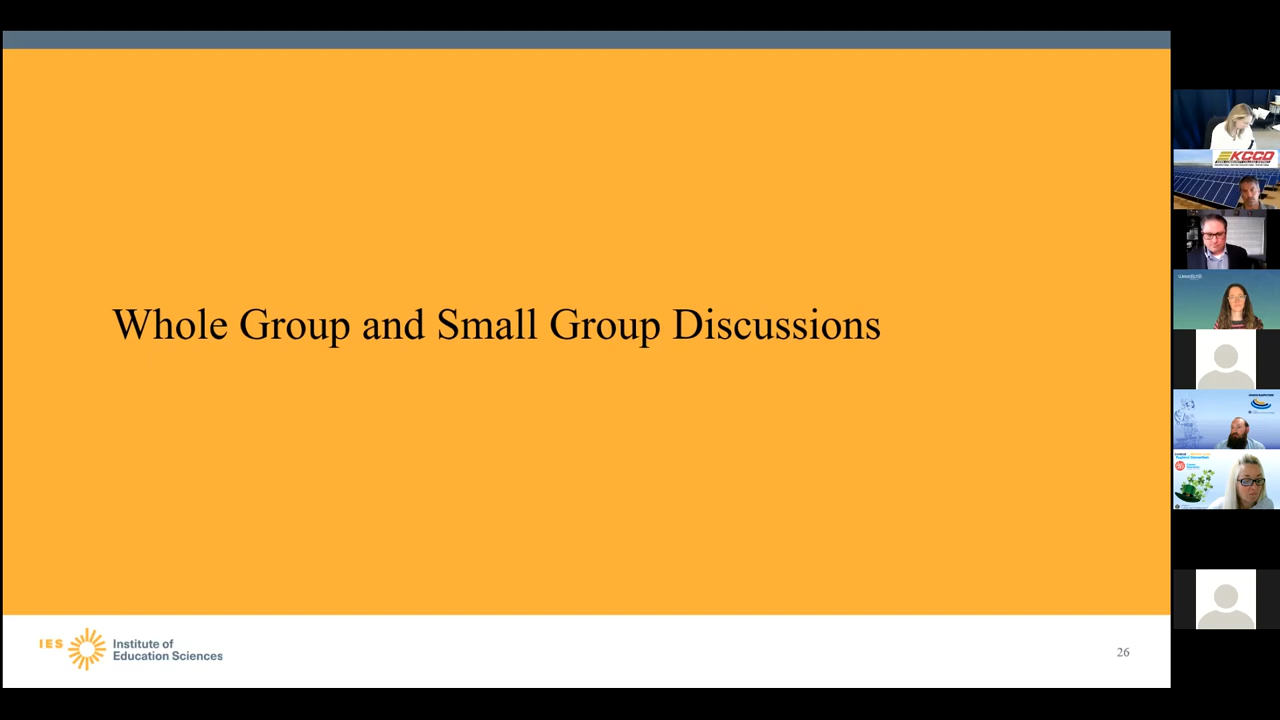 Whole Group and Small Group Discussions
IES
Institute of
Education Sciences
26
KCCD